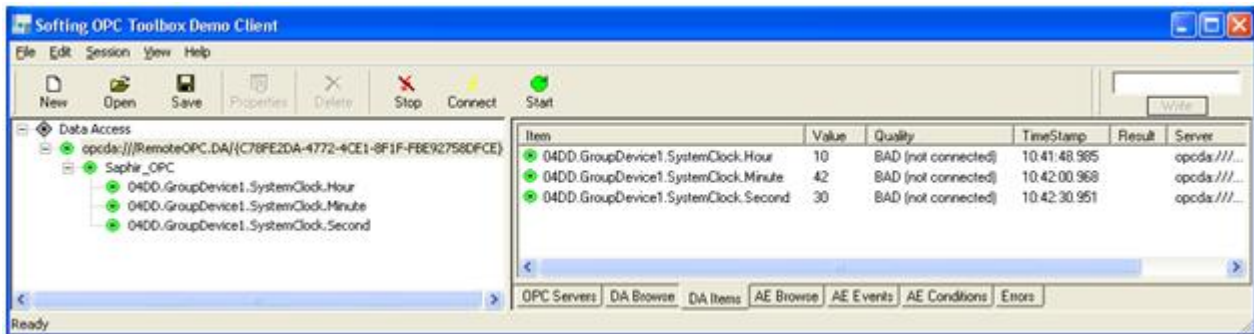 Softing OPC Toolbox Demo Client
File Edit Session View Help
New Open Save Properties Delete Stop Connect Start
Write
Data Access
opcda:///RemoteOPC.DA/{C78FE2DA-4772-4CE1-8F1F-FBE92758DFCE}
Saphir_OPC
04DD.GroupDevice1.SystemClock.Hour
04DD.GroupDevice1.SystemClock.Minute
04DD.GroupDevice1.SystemClock.Second
Item Value Quality TimeStamp Result Server
04DD.GroupDevice1.SystemClock.Hour 10 BAD (not connected) 10:41:48.985 opcda:///...
04DD.GroupDevice1.SystemClock.Minute 42 BAD (not connected) 10:42:00.968 opcda:///...
04DD.GroupDevice1.SystemClock.Second 30 BAD (not connected) 10:42:30.951 opcda:///...
OPC Servers DA Browse DA Items AE Browse AE Events AE Conditions Errors
Ready